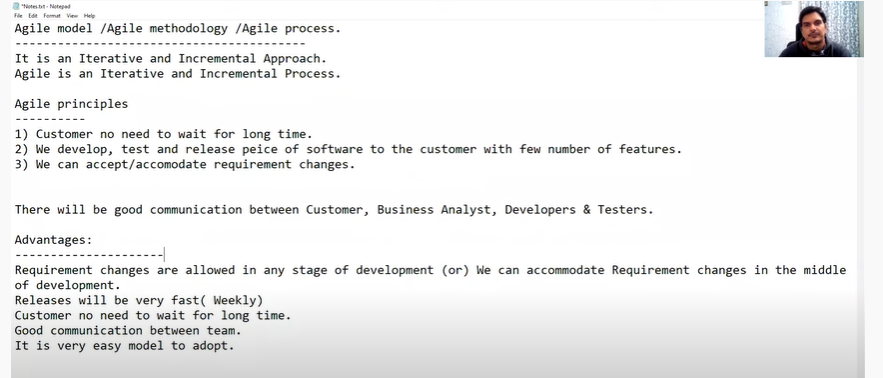 *Notes.txt - Notepad
File Edit Format View Help
Agile model /Agile methodology /Agile process.
---------------------------------------
It is an Iterative and Incremental Approach.
Agile is an Iterative and Incremental Process.
Agile principles
----------
1) Customer no need to wait for long time.
2) We develop, test and release peice of software to the customer with few number of features.
3) We can accept/accomodate requirement changes.
There will be good communication between Customer, Business Analyst, Developers & Testers.
Advantages:
---------------------
Requirement changes are allowed in any stage of development (or) We can accommodate Requirement changes in the middle
of development.
Releases will be very fast( Weekly)
Customer no need to wait for long time.
Good communication between team.
It is very easy model to adopt.